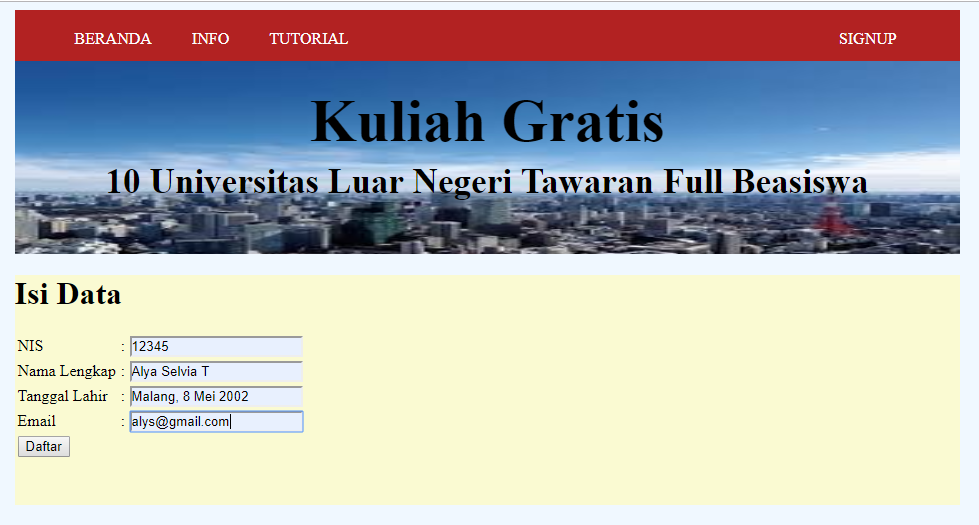 BERANDA INFO TUTORIAL SIGNUP
Kuliah Gratis
10 Universitas Luar Negeri Tawaran Full Beasiswa
Isi Data
NIS : 12345
Nama Lengkap : Alya Selvia T
Tanggal Lahir : Malang, 8 Mei 2002
Email : alys@gmail.com
Daftar